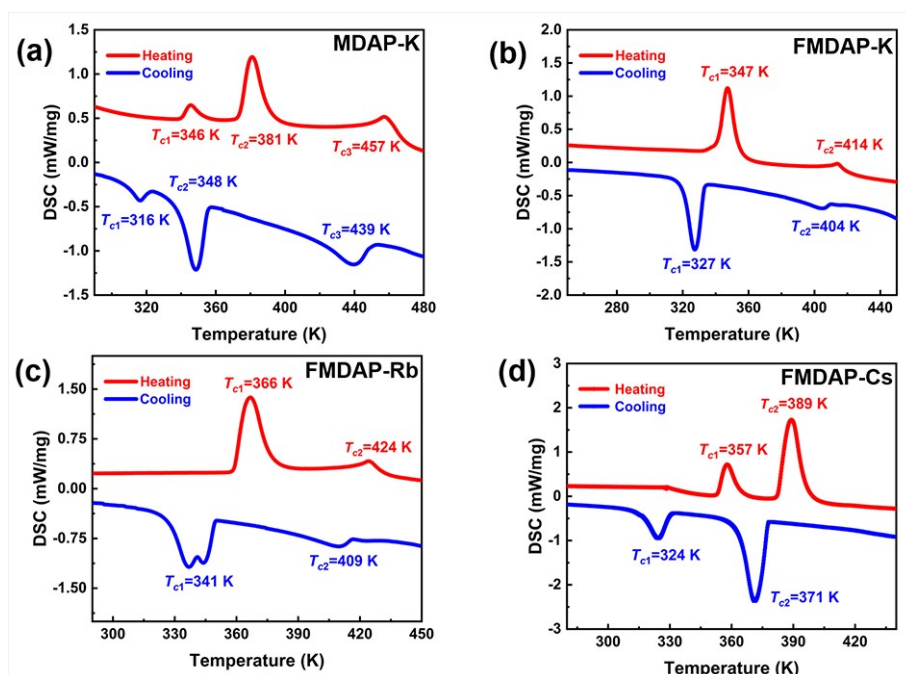 (a)
MDAP-K
Heating
Cooling
Tc1=346 K
Tc2=381 K
Tc3=457 K
Tc1=316 K
Tc2=348 K
Tc3=439 K
1.5
1.0
0.5
0.0
-0.5
-1.0
-1.5
DSC (mW/mg)
320 360 400 440 480
Temperature (K)
(b)
FMDAP-K
Heating
Cooling
Tc1=347 K
Tc2=414 K
Tc1=327 K
Tc2=404 K
2.0
1.5
1.0
0.5
0.0
-0.5
-1.0
-1.5
-2.0
DSC (mW/mg)
280 320 360 400 440
Temperature (K)
(c)
FMDAP-Rb
Heating
Cooling
Tc1=366 K
Tc2=424 K
Tc1=341 K
Tc2=409 K
1.50
0.75
0.00
-0.75
-1.50
DSC (mW/mg)
300 330 360 390 420 450
Temperature (K)
(d)
FMDAP-Cs
Heating
Cooling
Tc1=357 K
Tc2=389 K
Tc1=324 K
Tc2=371 K
3
2
1
0
-1
-2
-3
DSC (mW/mg)
300 330 360 390 420
Temperature (K)